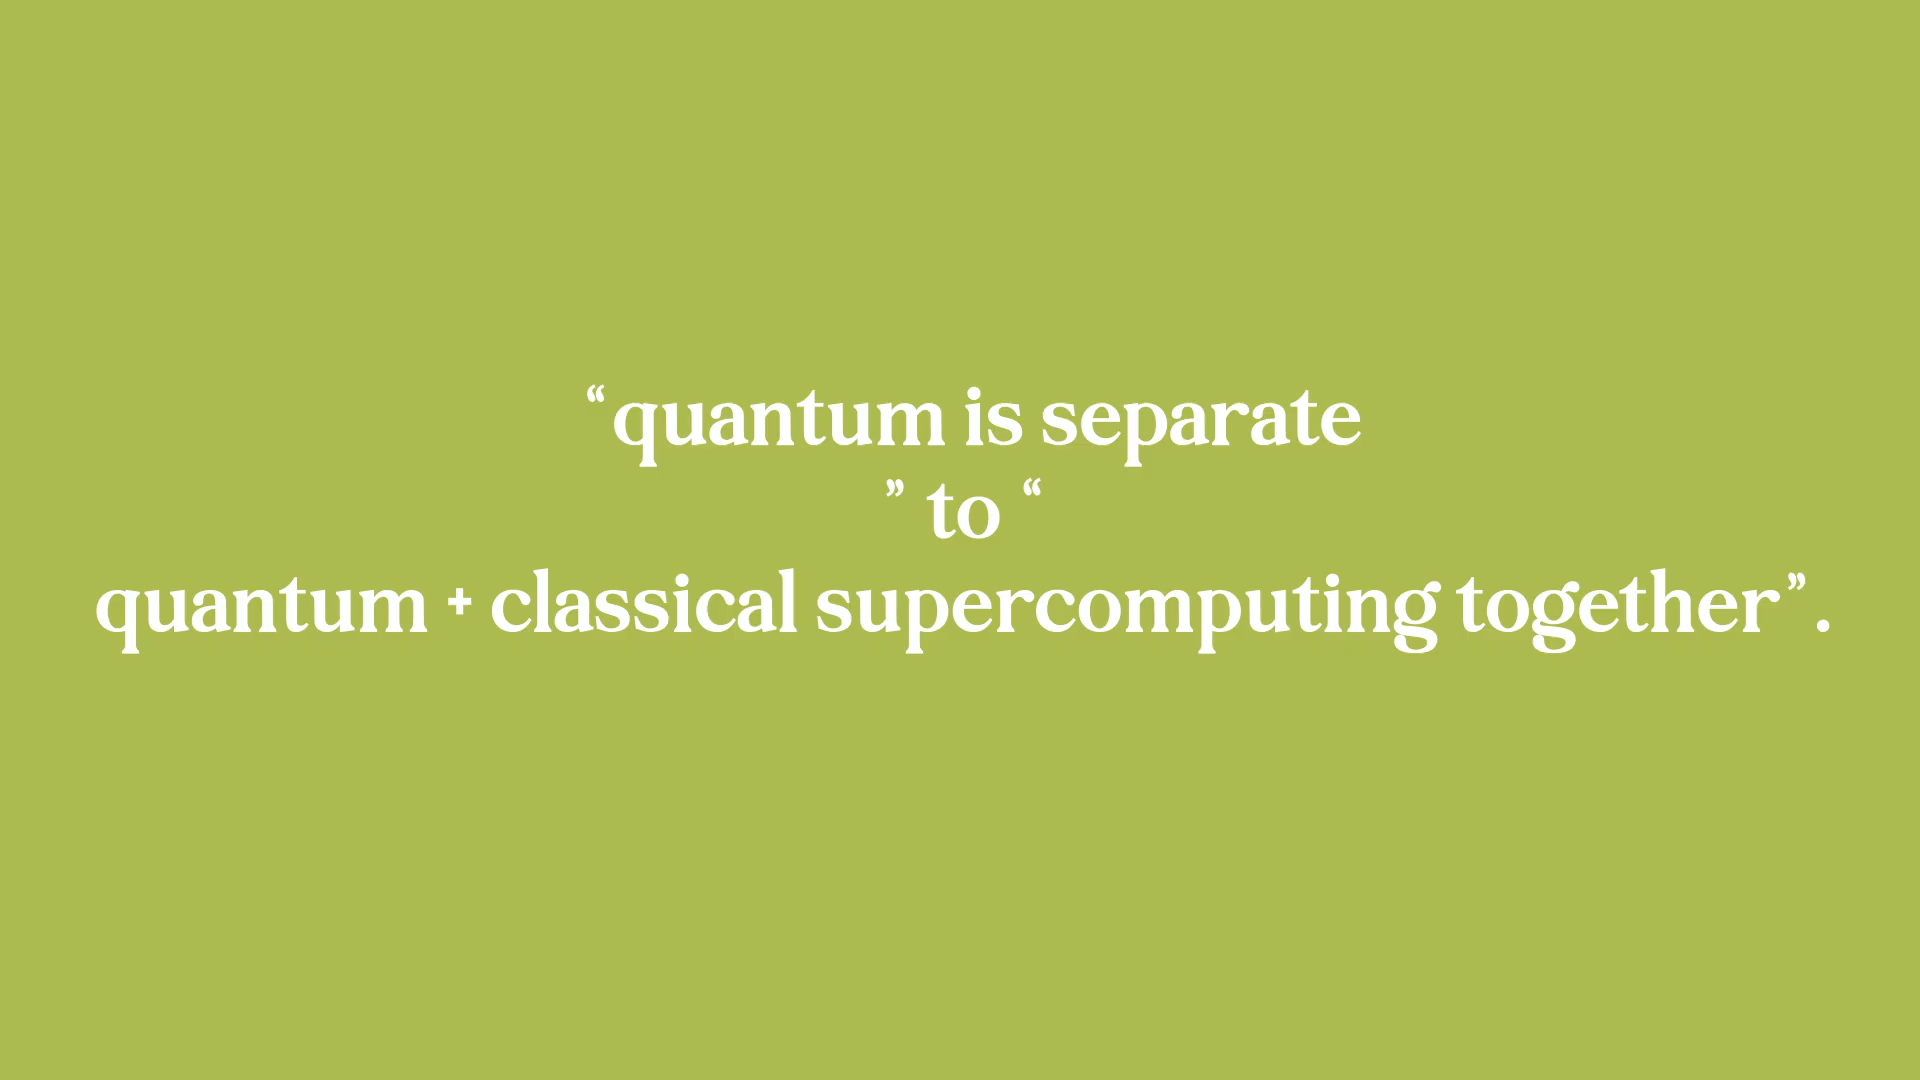 “quantum is separate
” to “
quantum + classical supercomputing together”.